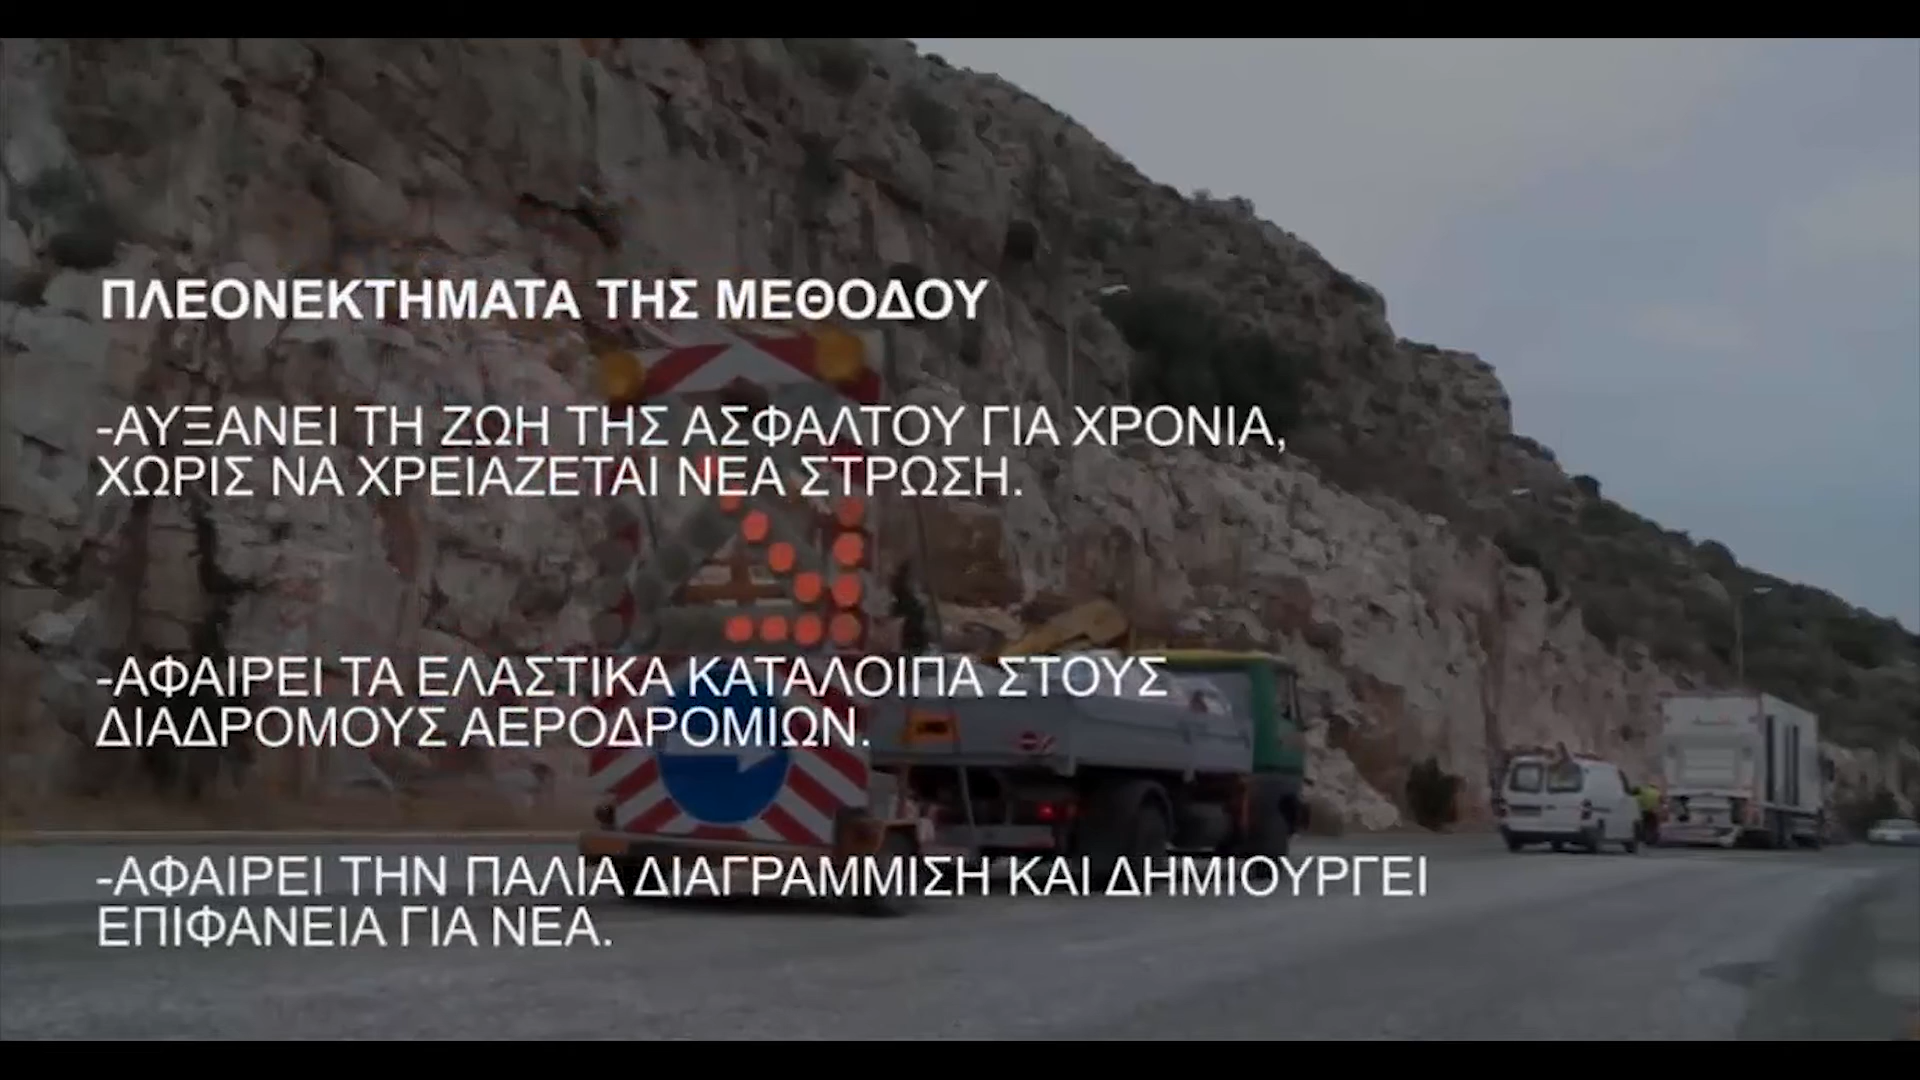 ΠΛΕΟΝΕΚΤΗΜΑΤΑ ΤΗΣ ΜΕΘΟΔΟΥ
-ΑΥΞΑΝΕΙ ΤΗ ΖΩΗ ΤΗΣ ΑΣΦΑΛΤΟΥ ΓΙΑ ΧΡΟΝΙΑ,
ΧΩΡΙΣ ΝΑ ΧΡΕΙΑΖΕΤΑΙ ΝΕΑ ΣΤΡΩΣΗ.
-ΑΦΑΙΡΕΙ ΤΑ ΕΛΑΣΤΙΚΑ ΚΑΤΑΛΟΙΠΑ ΣΤΟΥΣ
ΔΙΑΔΡΟΜΟΥΣ ΑΕΡΟΔΡΟΜΙΩΝ.
-ΑΦΑΙΡΕΙ ΤΗΝ ΠΑΛΙΑ ΔΙΑΓΡΑΜΜΙΣΗ ΚΑΙ ΔΗΜΙΟΥΡΓΕΙ
ΕΠΙΦΑΝΕΙΑ ΓΙΑ ΝΕΑ.